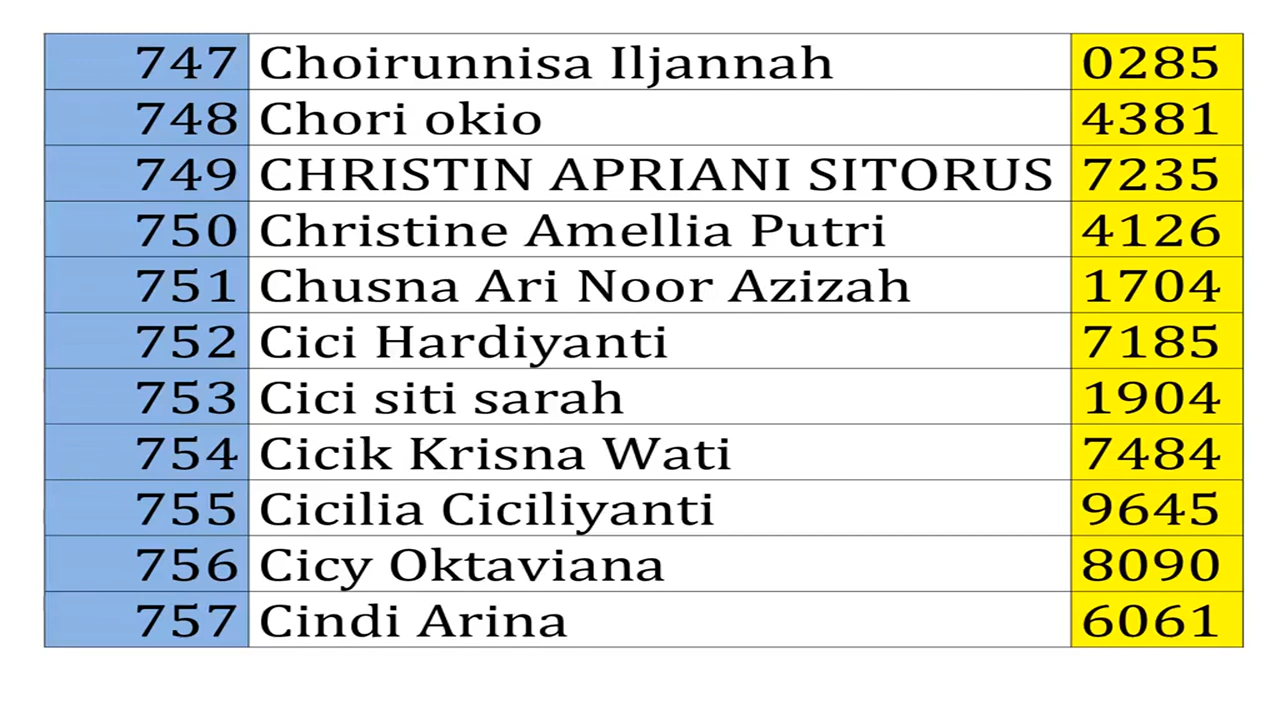 747 Choirunnisa Iljannah 0285
748 Chori okio 4381
749 CHRISTIN APRIANI SITORUS 7235
750 Christine Amellia Putri 4126
751 Chusna Ari Noor Azizah 1704
752 Cici Hardiyanti 7185
753 Cici siti sarah 1904
754 Cicik Krisna Wati 7484
755 Cicilia Ciciliyanti 9645
756 Cicy Oktaviana 8090
757 Cindi Arina 6061